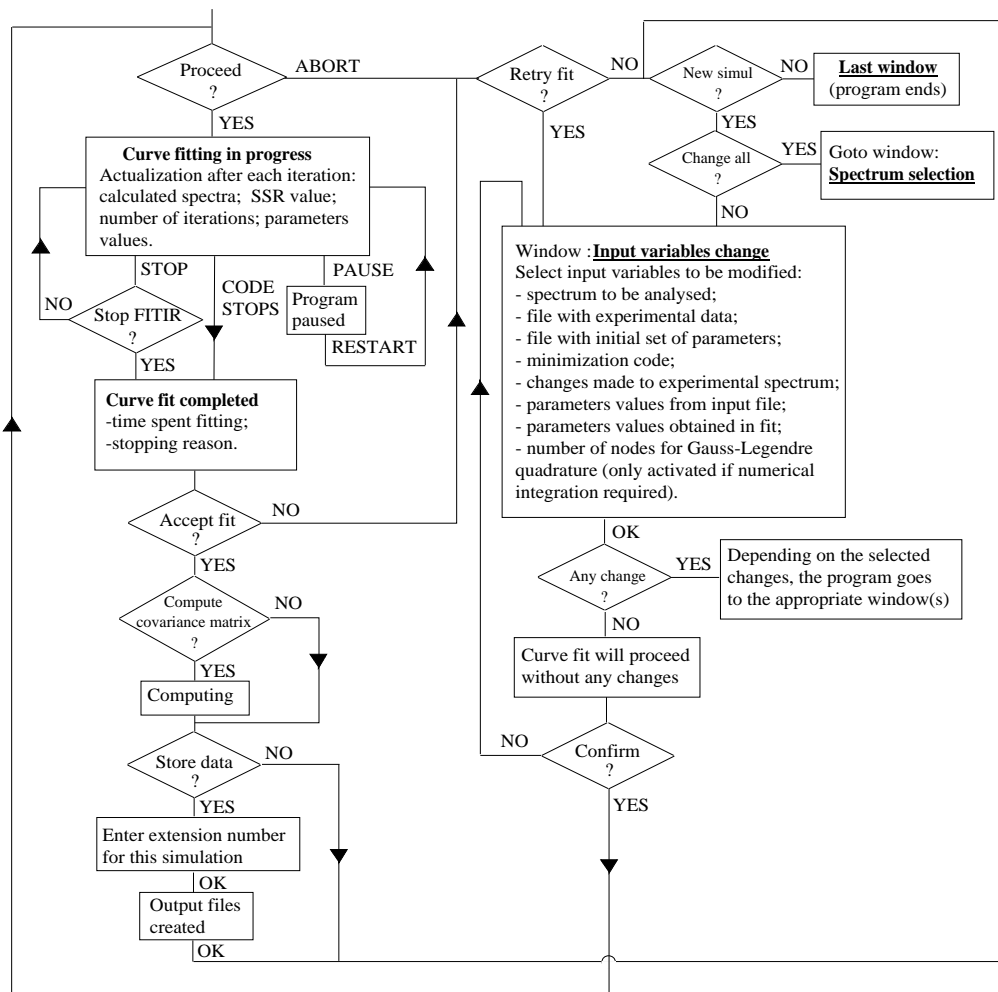 Proceed
?
ABORT
YES
Curve fitting in progress
Actualization after each iteration:
calculated spectra;  SSR value;
number of iterations; parameters
values.
STOP
CODE
STOPS
PAUSE
NO
Stop FITIR
?
Program
paused
RESTART
YES
Curve fit completed
-time spent fitting;
-stopping reason.
Accept fit
?
NO
YES
Compute
covariance matrix
?
NO
YES
Computing
Store data
?
NO
YES
Enter extension number
for this simulation
OK
Output files
created
OK
Retry fit
?
NO
YES
New simul
?
NO
Last window
(program ends)
YES
Change all
?
YES
Goto window:
Spectrum selection
NO
Window : Input variables change
Select input variables to be modified:
- spectrum to be analysed;
- file with experimental data;
- file with initial set of parameters;
- minimization code;
- changes made to experimental spectrum;
- parameters values from input file;
- parameters values obtained in fit;
- number of nodes for Gauss-Legendre
quadrature (only activated if numerical
integration required).
OK
Any change
?
YES
Depending on the selected
changes, the program goes
to the appropriate window(s)
NO
Curve fit will proceed
without any changes
NO
Confirm
?
YES